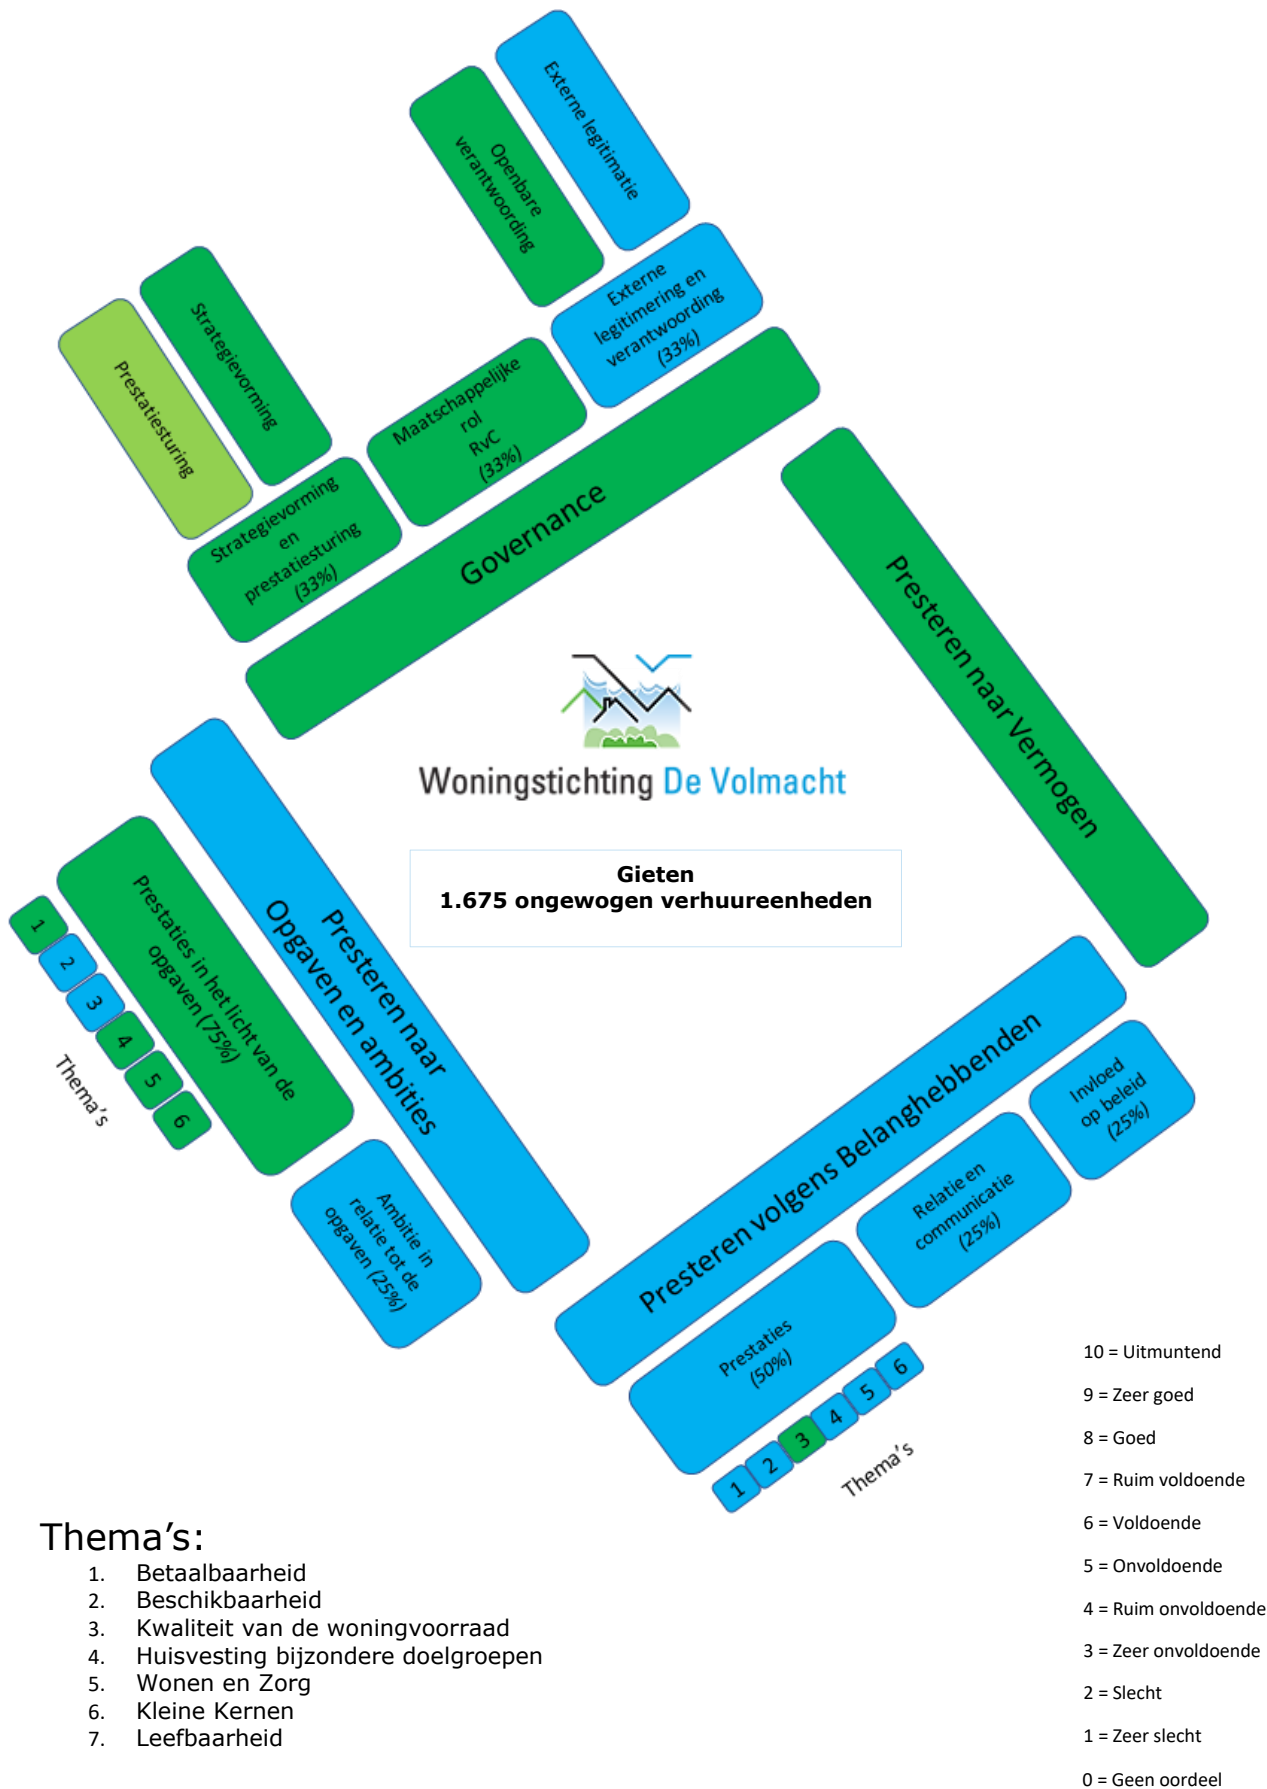 Externe legitimatie
Openbare
verantwoording
Externe
legitimering en
verantwoording
(33%)
Strategievorming
Prestatiesturing
Maatschappelijke
rol
RvC
(33%)
Strategievorming
en
prestatiesturing
(33%)
Governance
Presteren naar Vermogen
Woningstichting De Volmacht
Gieten
1.675 ongewogen verhuureenheden
Presteren naar
Opgaven en ambities
Prestaties in het licht van de
opgaven (75%)
1
2
3
4
5
6
Thema's
Ambitie in
relatie tot de
opgaven (25%)
Presteren volgens Belanghebbenden
Invloed
op beleid
(25%)
Relatie en
communicatie
(25%)
Prestaties
(50%)
1
2
3
4
5
6
Thema's
10 = Uitmuntend
9 = Zeer goed
8 = Goed
7 = Ruim voldoende
6 = Voldoende
5 = Onvoldoende
4 = Ruim onvoldoende
3 = Zeer onvoldoende
2 = Slecht
1 = Zeer slecht
0 = Geen oordeel
Thema's:
1. Betaalbaarheid
2. Beschikbaarheid
3. Kwaliteit van de woningvoorraad
4. Huisvesting bijzondere doelgroepen
5. Wonen en Zorg
6. Kleine Kernen
7. Leefbaarheid